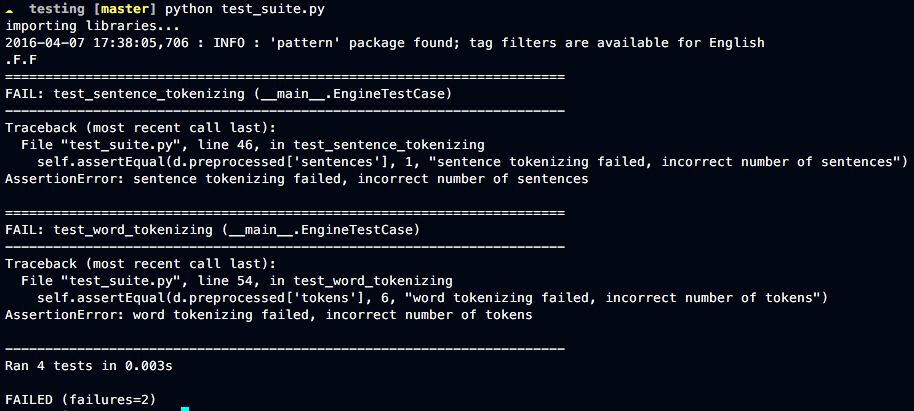 testing [master] python test_suite.py
importing libraries...
2016-04-07 17:38:05,706 : INFO : 'pattern' package found; tag filters are available for English
.F.F
======================================================================
FAIL: test_sentence_tokenizing (__main__.EngineTestCase)
----------------------------------------------------------------------
Traceback (most recent call last):
  File "test_suite.py", line 46, in test_sentence_tokenizing
    self.assertEqual(d.preprocessed['sentences'], 1, "sentence tokenizing failed, incorrect number of sentences")
AssertionError: sentence tokenizing failed, incorrect number of sentences

======================================================================
FAIL: test_word_tokenizing (__main__.EngineTestCase)
----------------------------------------------------------------------
Traceback (most recent call last):
  File "test_suite.py", line 54, in test_word_tokenizing
    self.assertEqual(d.preprocessed['tokens'], 6, "word tokenizing failed, incorrect number of tokens")
AssertionError: word tokenizing failed, incorrect number of tokens

----------------------------------------------------------------------
Ran 4 tests in 0.003s

FAILED (failures=2)